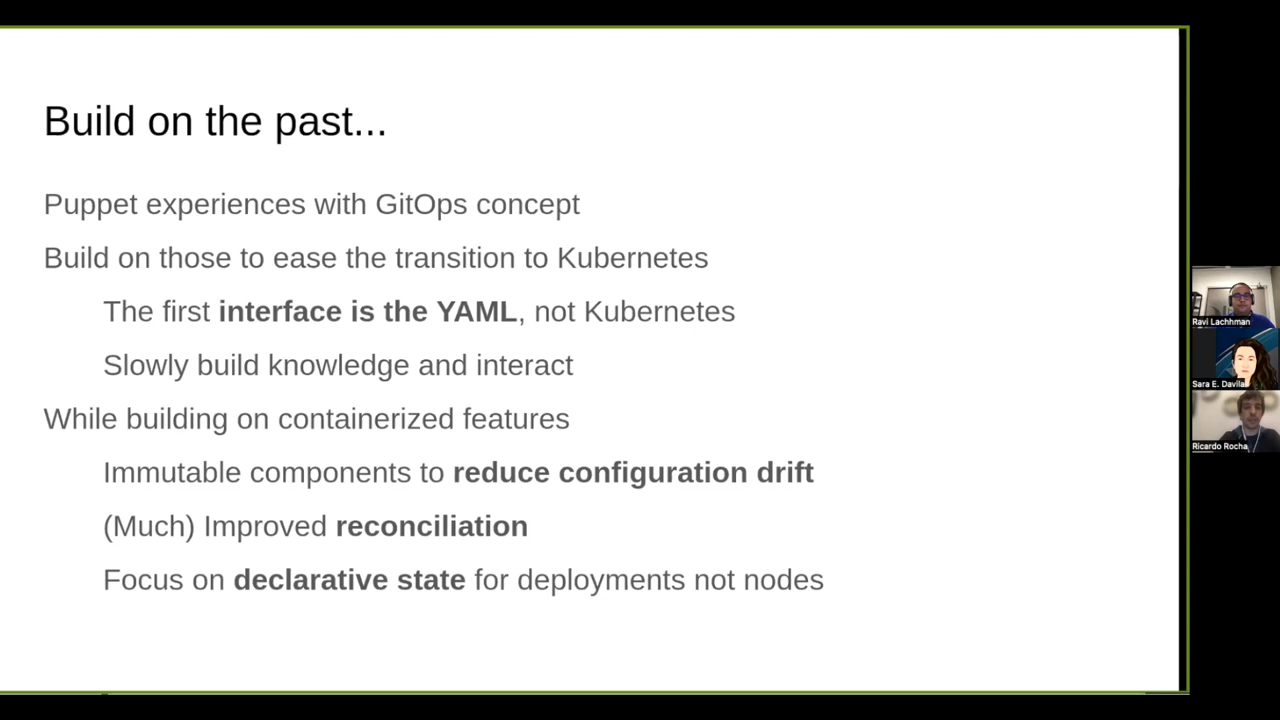 Build on the past...
Puppet experiences with GitOps concept
Build on those to ease the transition to Kubernetes
The first interface is the YAML, not Kubernetes
Slowly build knowledge and interact
While building on containerized features
Immutable components to reduce configuration drift
(Much) Improved reconciliation
Focus on declarative state for deployments not nodes
Ravi Lachhman
Sara E. Davila
Ricardo Rocha